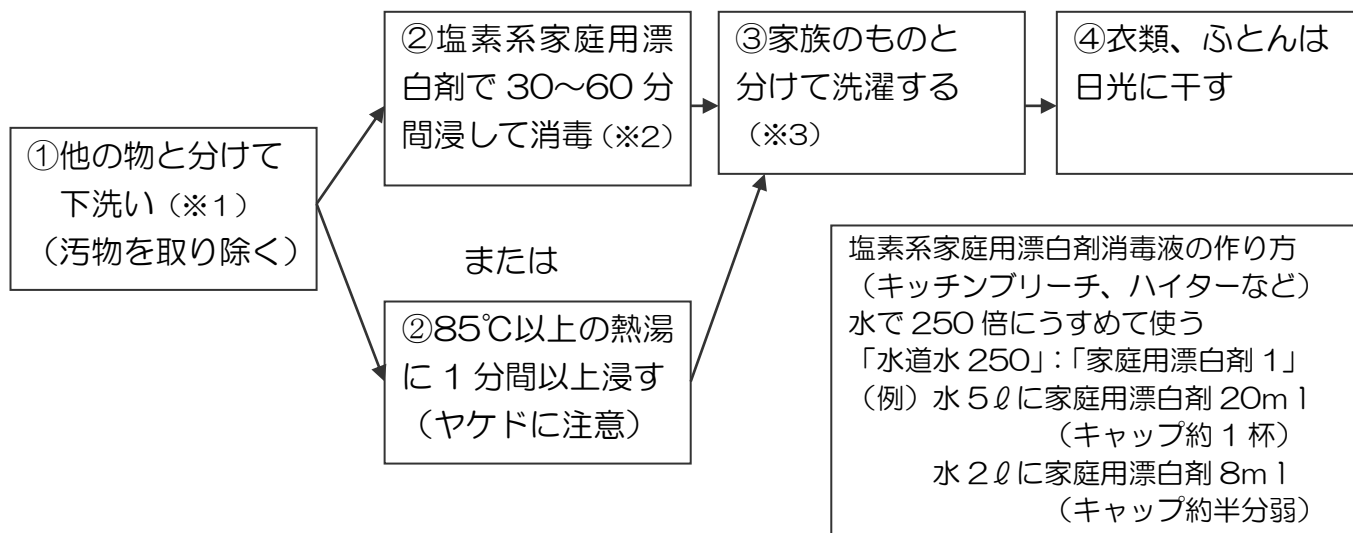 ①他の物と分けて
下洗い（※１）
（汚物を取り除く）
②塩素系家庭用漂
白剤で 30～60 分
間浸して消毒（※2）
または
②85℃以上の熱湯
に 1 分間以上浸す
（ヤケドに注意）
③家族のものと
分けて洗濯する
（※3）
④衣類、ふとんは
日光に干す
塩素系家庭用漂白剤消毒液の作り方
（キッチンブリーチ、ハイターなど）
水で 250 倍にうすめて使う
「水道水 250」：「家庭用漂白剤 1」
（例）水 5ℓに家庭用漂白剤 20ｍｌ
（キャップ約 1 杯）
水 2ℓに家庭用漂白剤 8ｍｌ
（キャップ約半分弱）